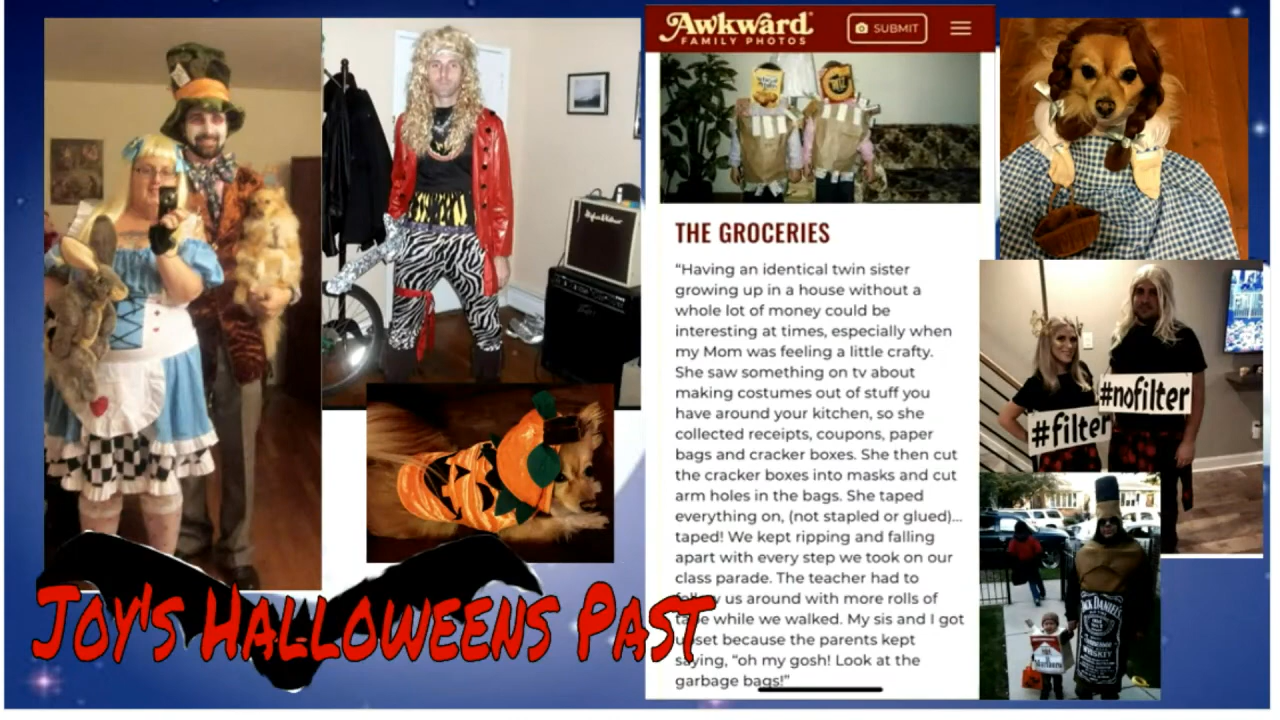 Awkward
FAMILY PHOTOS
SUBMIT
THE GROCERIES
“Having an identical twin sister
growing up in a house without a
whole lot of money could be
interesting at times, especially when
my Mom was feeling a little crafty.
She saw something on tv about
making costumes out of stuff you
have around your kitchen, so she
collected receipts, coupons, paper
bags and cracker boxes. She then cut
the cracker boxes into masks and cut
arm holes in the bags. She taped
everything on, (not stapled or glued)...
taped! We kept ripping and falling
apart with every step we took on our
class parade. The teacher had to
follow us around with more rolls of
tape while we walked. My sis and I got
upset because the parents kept
saying, “oh my gosh! Look at the
garbage bags!”
#filter
#nofilter
JACK DANIEL'S
WHISKEY
Marlboro
Joy's Halloweens Past